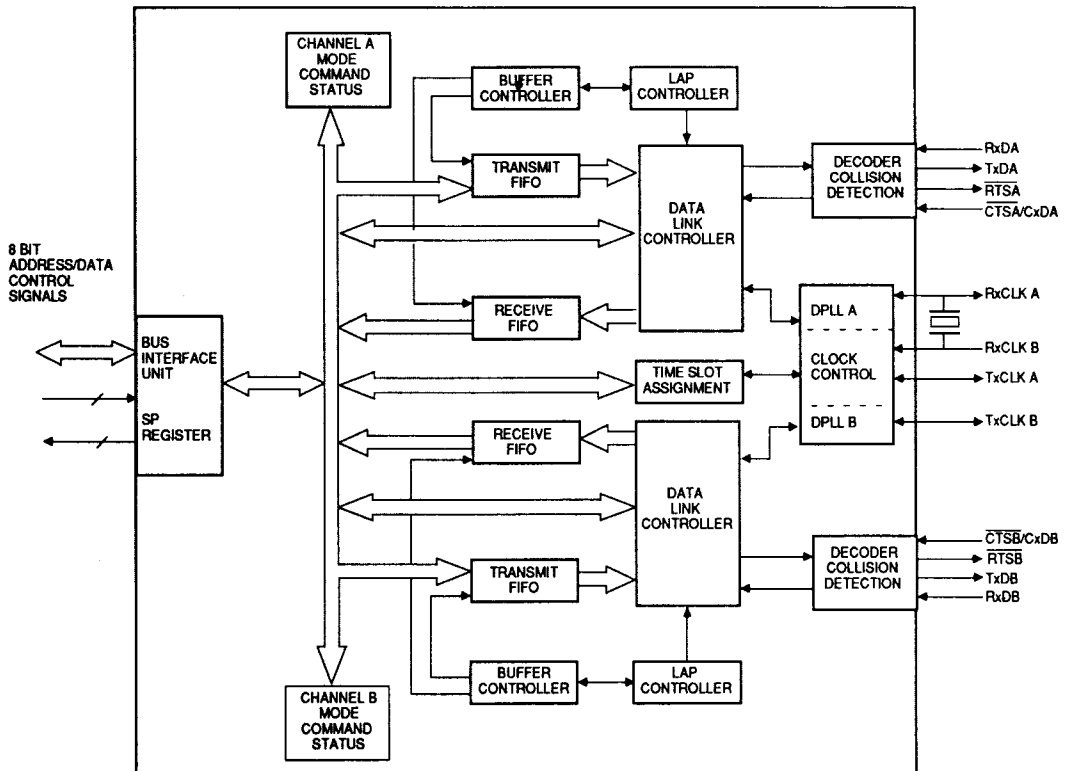 CHANNEL A
MODE
COMMAND
STATUS
BUFFER
CONTROLLER
LAP
CONTROLLER
TRANSMIT
FIFO
DATA
LINK
CONTROLLER
DECODER
COLLISION
DETECTION
RxDA
TxDA
RTSA
CTSA/CxDA
8 BIT
ADDRESS/DATA
CONTROL
SIGNALS
BUS
INTERFACE
UNIT
SP
REGISTER
RECEIVE
FIFO
DPLL A
CLOCK
CONTROL
DPLL B
RxCLK A
RxCLK B
TxCLK A
TxCLK B
TIME SLOT
ASSIGNMENT
RECEIVE
FIFO
DATA
LINK
CONTROLLER
TRANSMIT
FIFO
DECODER
COLLISION
DETECTION
CTSB/CxDB
RTSB
TxDB
RxDB
BUFFER
CONTROLLER
LAP
CONTROLLER
CHANNEL B
MODE
COMMAND
STATUS